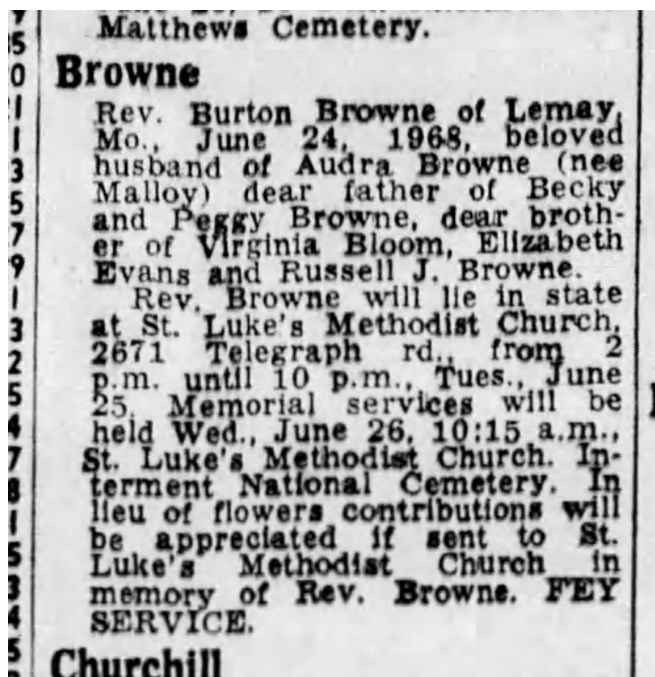 Matthews Cemetery.
Browne
Rev. Burton Browne of Lemay,
Mo., June 24, 1968, beloved
husband of Audra Browne (nee
Malloy) dear father of Becky
and Peggy Browne, dear broth-
er of Virginia Bloom, Elizabeth
Evans and Russell J. Browne.
Rev. Browne will lie in state
at St. Luke's Methodist Church,
2671 Telegraph rd., from 2
p.m. until 10 p.m., Tues., June
25. Memorial services will be
held Wed., June 26, 10:15 a.m.,
St. Luke's Methodist Church. In-
terment National Cemetery. In
lieu of flowers contributions will
be appreciated if sent to St.
Luke's Methodist Church in
memory of Rev. Browne. FEY
SERVICE.
Churchill